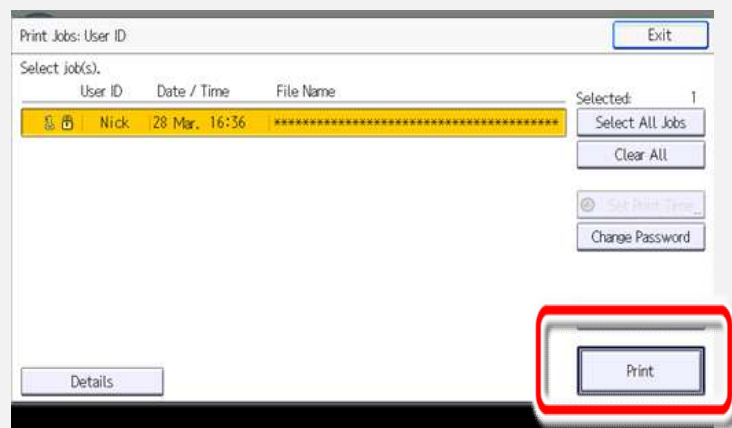 Print Jobs: User ID
Exit
Select job(s).
User ID Date / Time File Name
Selected: 1
Nick 28 Mar. 16:36 ****************************************
Select All Jobs
Clear All
Set Print Time
Change Password
Print
Details